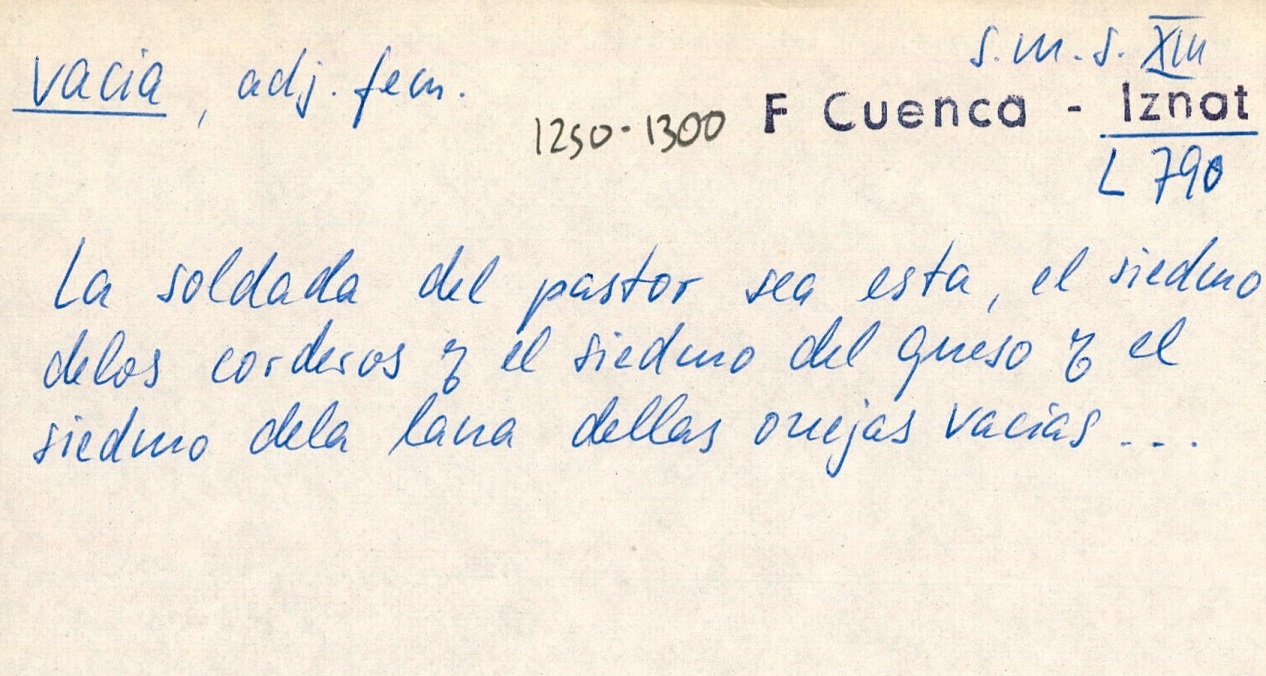 s.m.s. XIII
vacia, adj. fem.
1250-1300 F Cuenca - Iznat
L 790
La soldada del pastor sea esta, el siedmo
delos corderos ⁊ el siedmo del queso ⁊ el
siedmo dela lana dellas ouejas vacias...